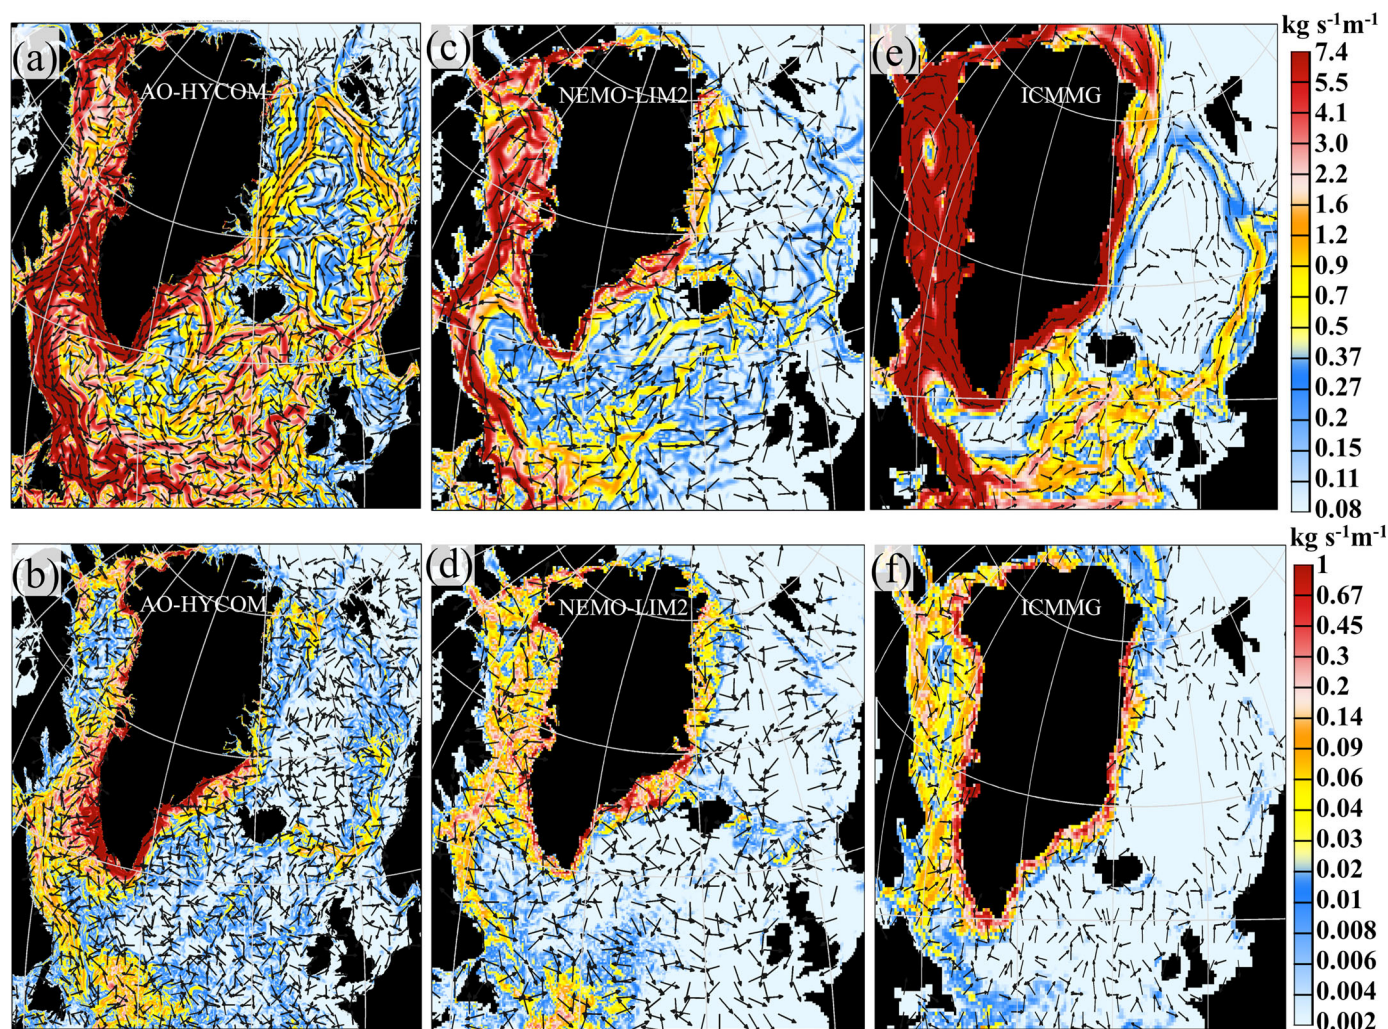 (a)
AO-HYCOM
(c)
NEMO-LIM2
(e)
ICMMG
kg s⁻¹m⁻¹
7.4
5.5
4.1
3.0
2.2
1.6
1.2
0.9
0.7
0.5
0.37
0.27
0.2
0.15
0.11
0.08
(b)
AO-HYCOM
(d)
NEMO-LIM2
(f)
ICMMG
kg s⁻¹m⁻¹
1
0.67
0.45
0.3
0.2
0.14
0.09
0.06
0.04
0.03
0.02
0.01
0.008
0.006
0.004
0.002